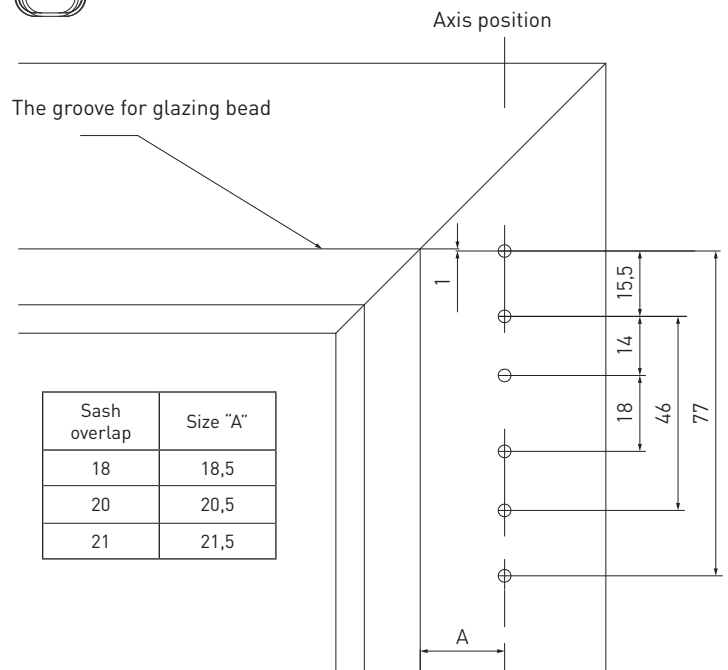 Axis position
The groove for glazing bead
1
15,5
14
18
46
77
Sash overlap
Size “A”
18
18,5
20
20,5
21
21,5
A